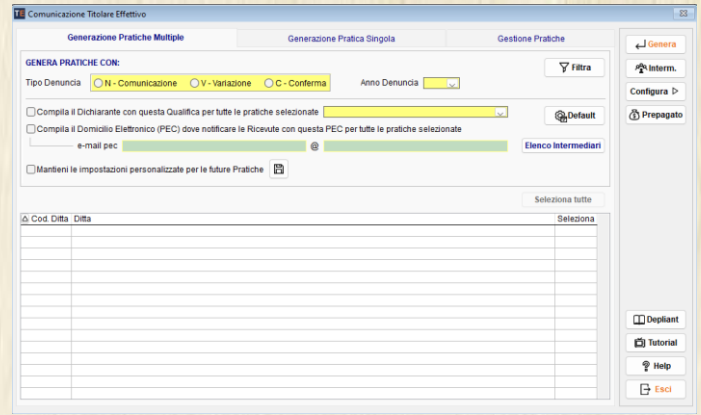 TE Comunicazione Titolare Effettivo
Generazione Pratiche Multiple Generazione Pratica Singola Gestione Pratiche
GENERA PRATICHE CON:
Filtra
Tipo Denuncia N - Comunicazione V - Variazione C - Conferma Anno Denuncia
Compila il Dichiarante con questa Qualifica per tutte le pratiche selezionate
Default
Compila il Domicilio Elettronico (PEC) dove notificare le Ricevute con questa PEC per tutte le pratiche selezionate
e-mail pec @ Elenco Intermediari
Mantieni le impostazioni personalizzate per le future Pratiche
Seleziona tutte
Cod. Ditta Ditta Seleziona
Genera
Interm.
Configura
Prepagato
Depliant
Tutorial
Help
Esci